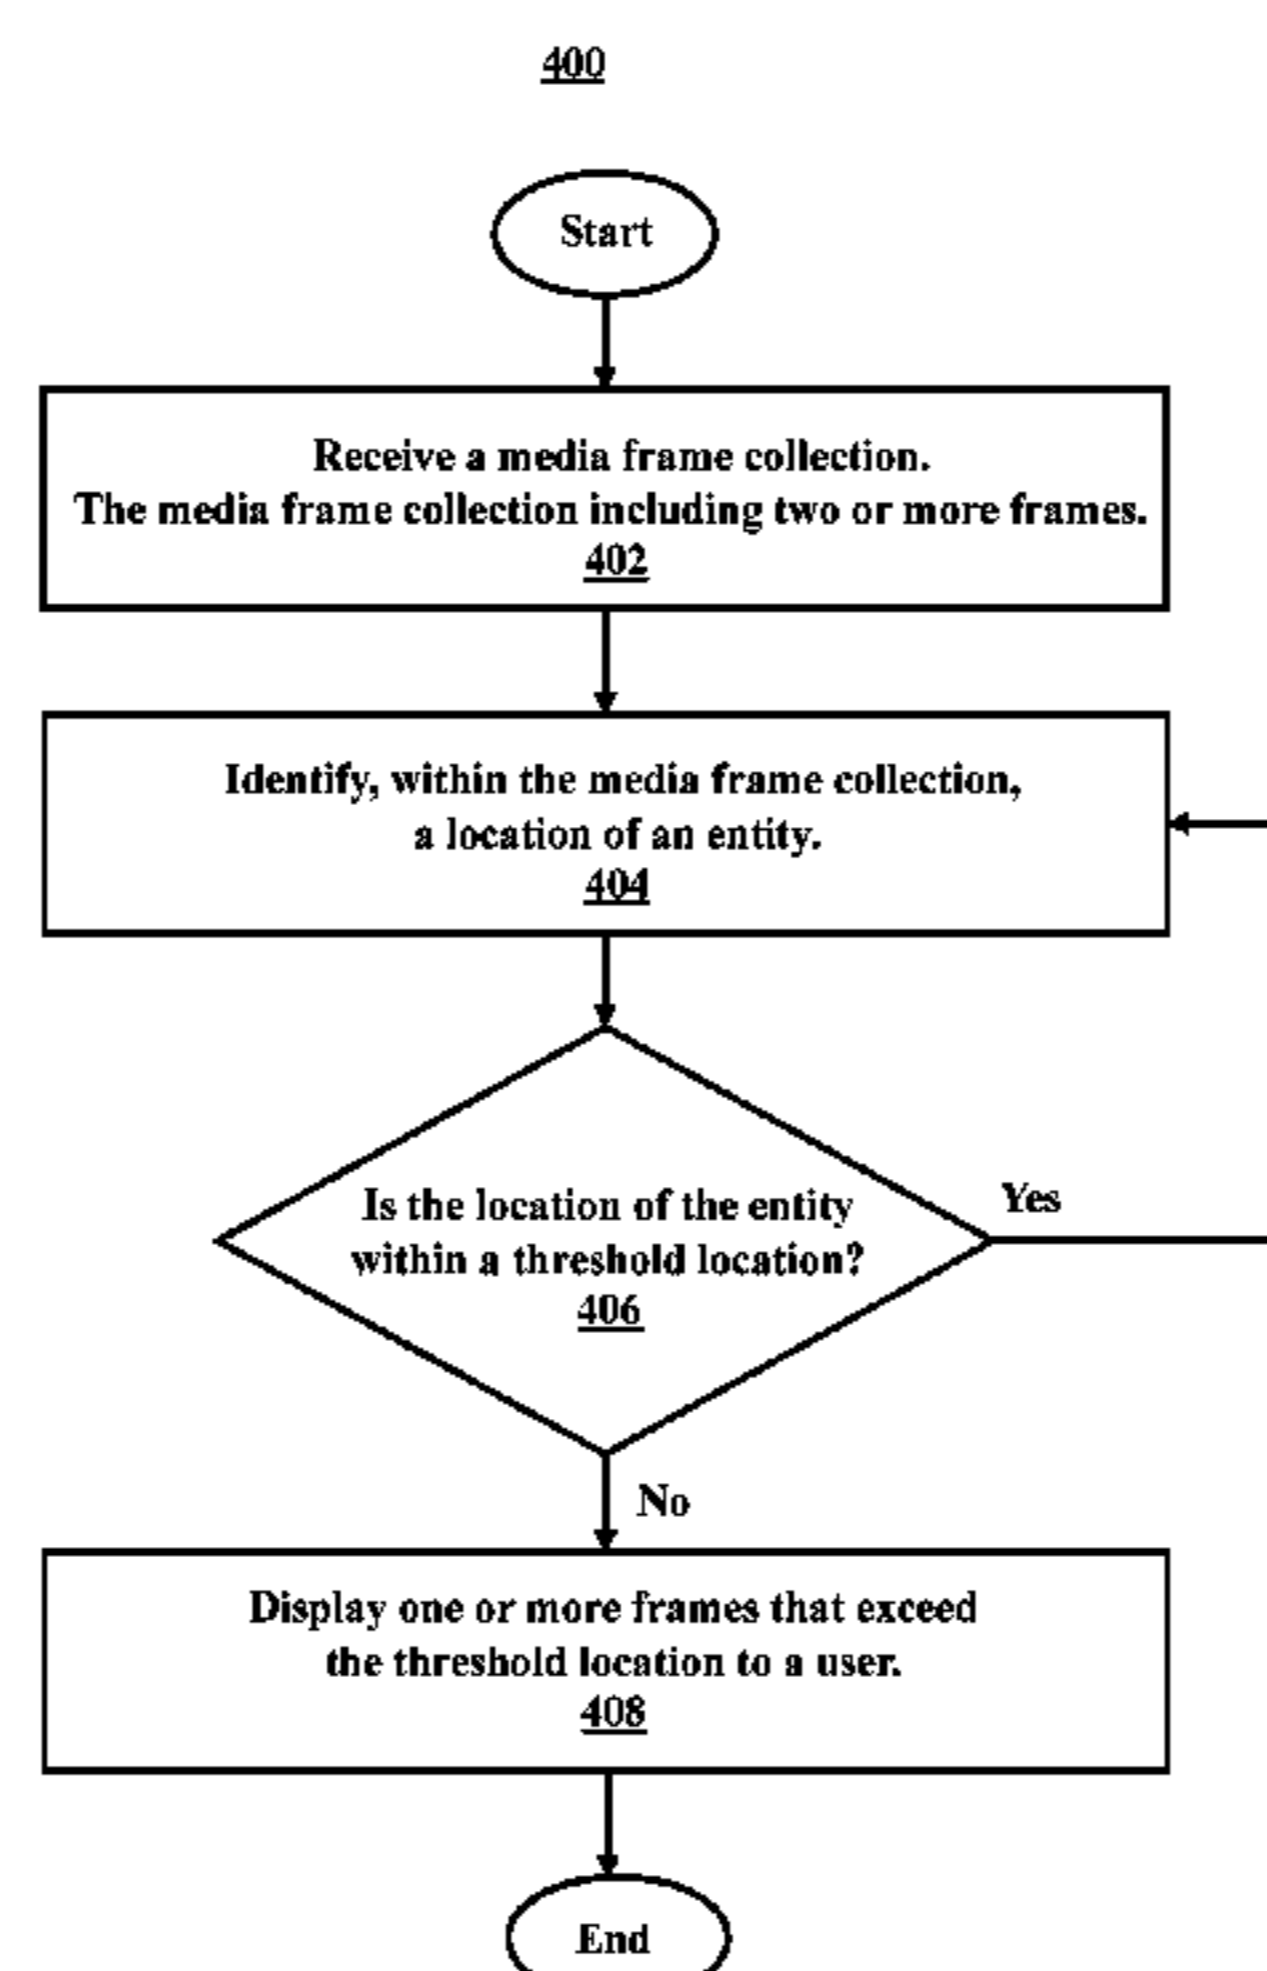 400
Start
Receive a media frame collection.
The media frame collection including two or more frames.
402
Identify, within the media frame collection,
a location of an entity.
404
Is the location of the entity
within a threshold location?
406
Yes
No
Display one or more frames that exceed
the threshold location to a user.
408
End